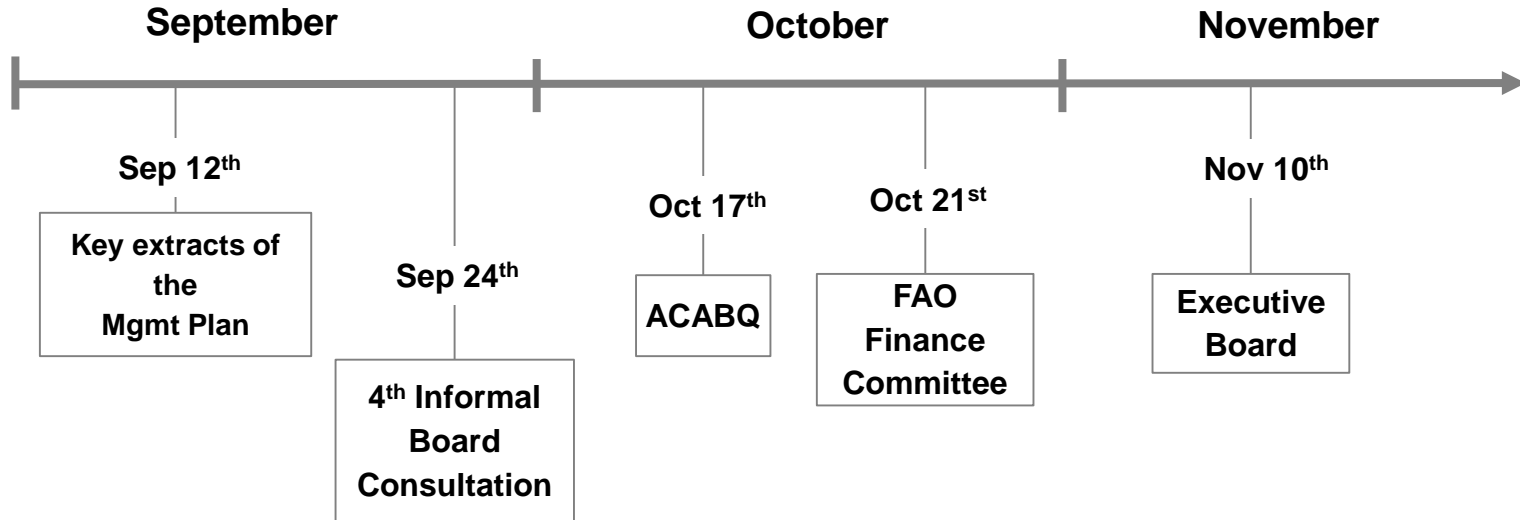 September
October
November
Sep 12th
Key extracts of
the
Mgmt Plan
Sep 24th
4th Informal
Board
Consultation
Oct 17th
ACABQ
Oct 21st
FAO
Finance
Committee
Nov 10th
Executive
Board